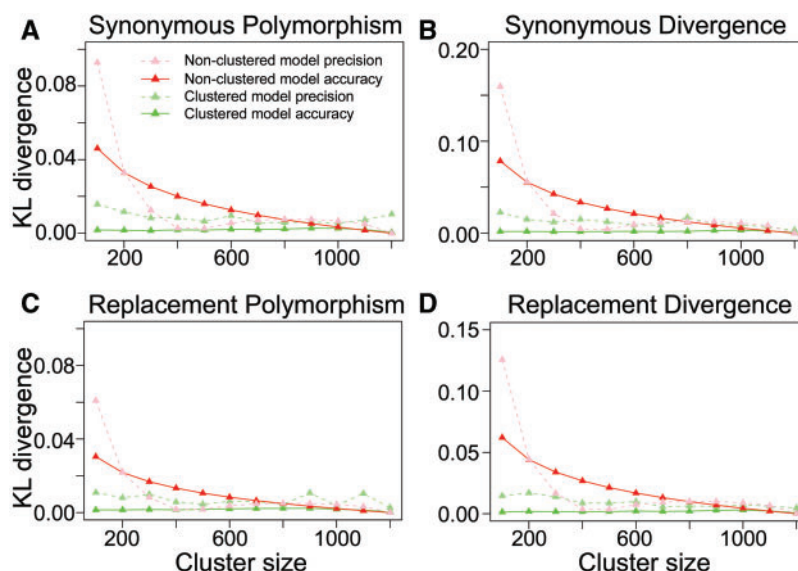 A Synonymous Polymorphism
B Synonymous Divergence
Non-clustered model precision
Non-clustered model accuracy
Clustered model precision
Clustered model accuracy
KL divergence
0.08
0.04
0.00
200 600 1000
0.20
0.10
0.00
200 600 1000
C Replacement Polymorphism
D Replacement Divergence
KL divergence
0.08
0.04
0.00
200 600 1000
Cluster size
0.15
0.10
0.05
0.00
200 600 1000
Cluster size